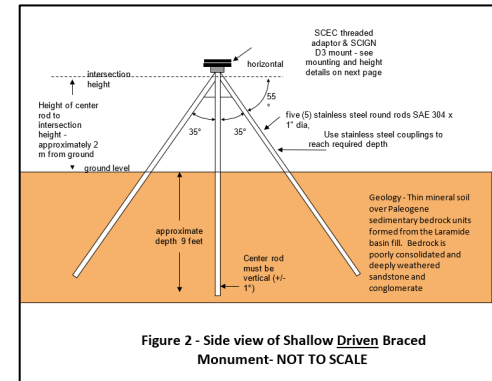 SCEC threaded
adaptor & SCIGN
D3 mount - see
mounting and height
details on next page
horizontal
intersection
height
55
°
Height of center
rod to
intersection
height -
approximately 2
m from ground
five (5) stainless steel round rods SAE 304 x
1" dia,
35°
35°
Use stainless steel couplings to
reach required depth
ground level
Geology - Thin mineral soil
over Paleogene
sedimentary bedrock units
formed from the Laramide
basin fill. Bedrock is
poorly consolidated and
deeply weathered
sandstone and
conglomerate
approximate
depth 9 feet
Center rod
must be
vertical (+/-
1°)
Figure 2 - Side view of Shallow Driven Braced
Monument- NOT TO SCALE